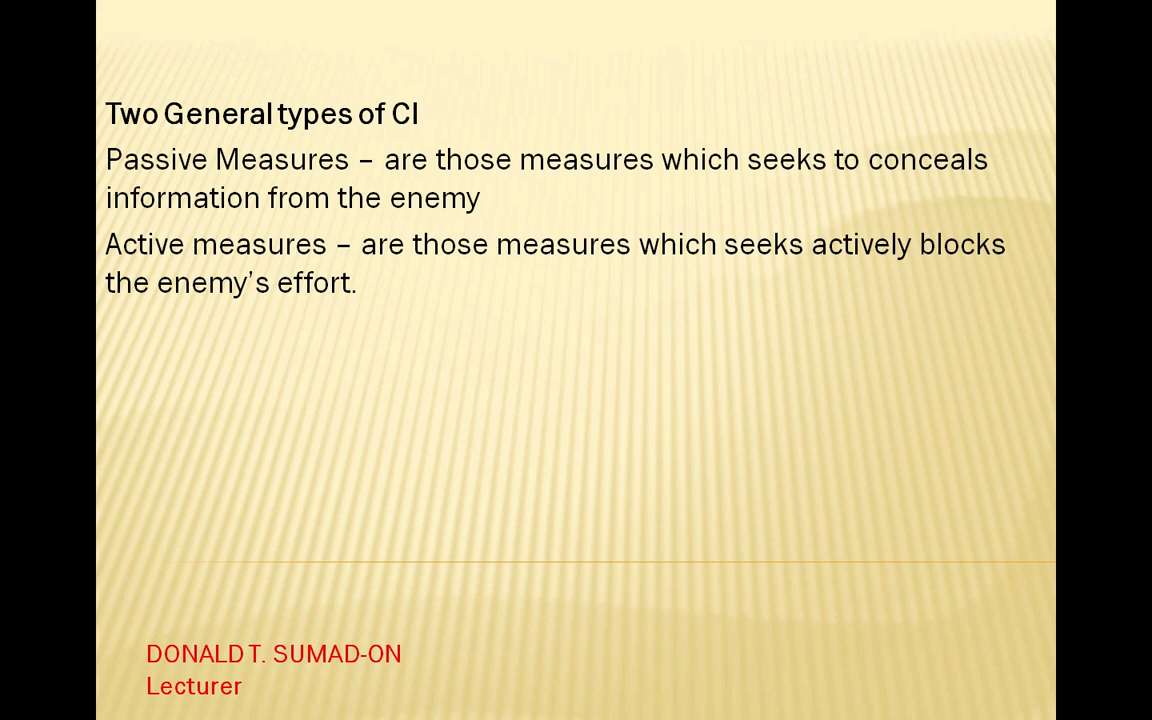 Two General types of CI
Passive Measures – are those measures which seeks to conceals
information from the enemy
Active measures – are those measures which seeks actively blocks
the enemy’s effort.
DONALD T. SUMAD-ON
Lecturer